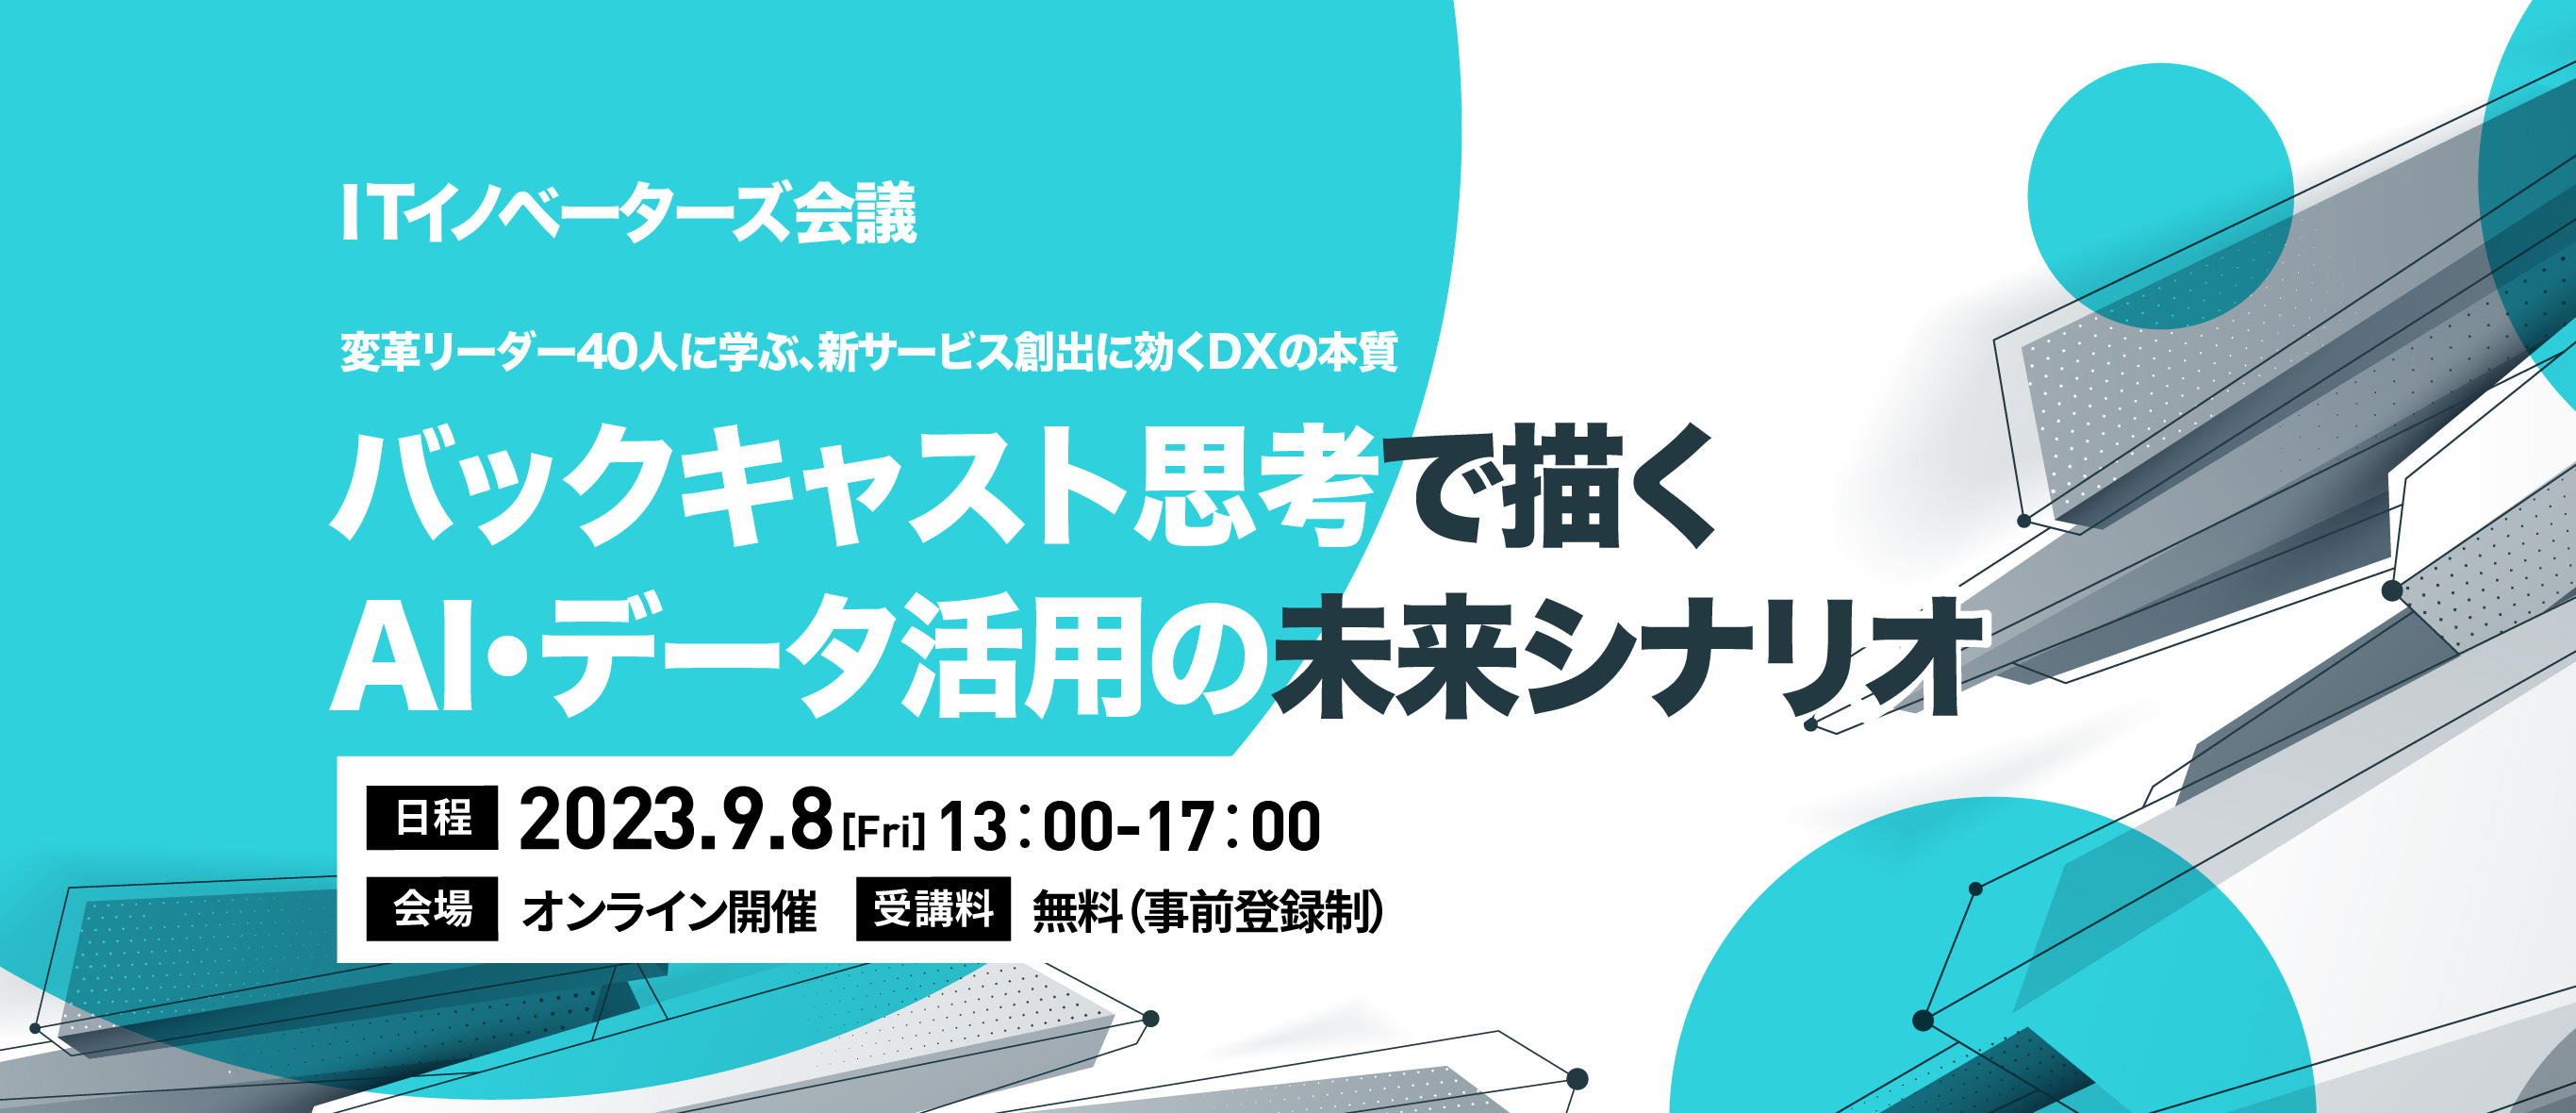 ITイノベーターズ会議
変革リーダー40人に学ぶ、新サービス創出に効くDXの本質
バックキャスト思考で描く
AI・データ活用の未来シナリオ
日程 2023.9.8[Fri] 13:00-17:00
会場 オンライン開催 受講料 無料(事前登録制)